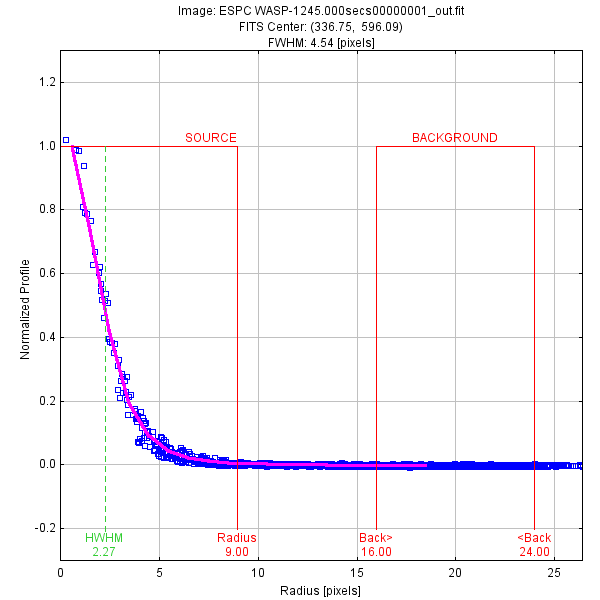 Image: ESPC WASP-1245.000secs00000001_out.fit
FITS Center: (336.75, 596.09)
FWHM: 4.54 [pixels]
SOURCE
BACKGROUND
1.2
1.0
0.8
0.6
0.4
0.2
0.0
-0.2
Normalized Profile
HWHM
2.27
Radius
9.00
Back>
16.00
<Back
24.00
0
5
10
15
20
25
Radius [pixels]